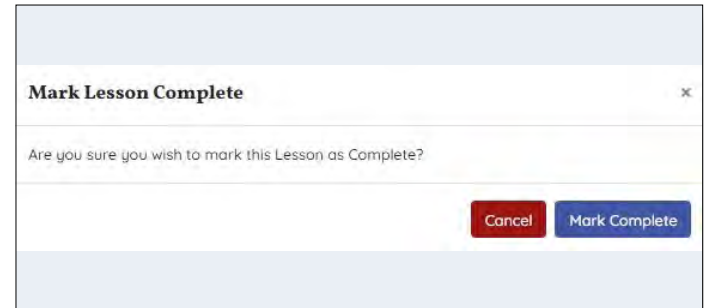 Mark Lesson Complete ×
Are you sure you wish to mark this Lesson as Complete?
Cancel Mark Complete